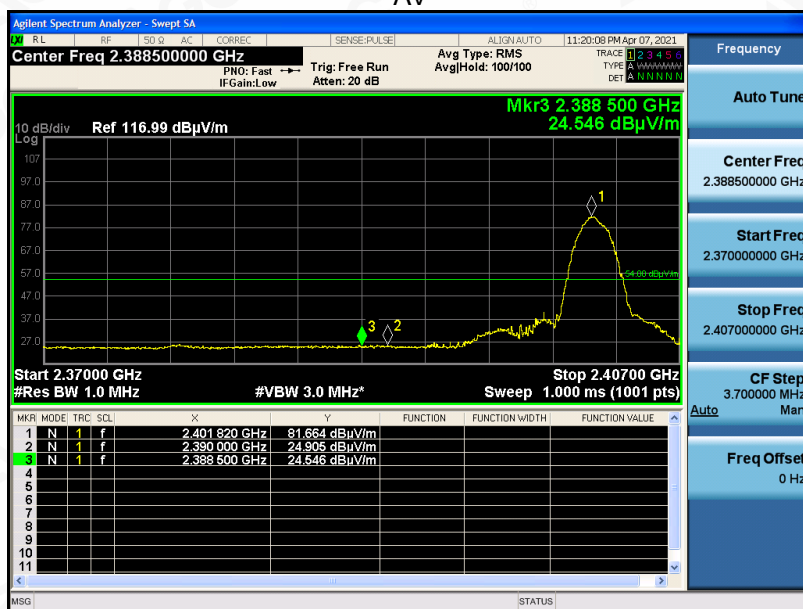 AV
Agilent Spectrum Analyzer - Swept SA
LXI RL RF 50 Ω AC CORREC SENSE:PULSE ALIGN AUTO 11:20:08 PM Apr 07, 2021
Center Freq 2.388500000 GHz
PNO: Fast
IFGain:Low
Trig: Free Run
Atten: 20 dB
Avg Type: RMS
Avg|Hold: 100/100
TRACE 1 2 3 4 5 6
TYPE A WWWWW
DET A N N N N N
Mkr3 2.388 500 GHz
24.546 dBµV/m
10 dB/div Ref 116.99 dBµV/m
Log
107
97.0
87.0
77.0
67.0
57.0
47.0
37.0
27.0
1
54.00 dBµV/m
3 2
Start 2.37000 GHz Stop 2.40700 GHz
#Res BW 1.0 MHz #VBW 3.0 MHz* Sweep 1.000 ms (1001 pts)
MKR MODE TRC SCL X Y FUNCTION FUNCTION WIDTH FUNCTION VALUE
1 N 1 f 2.401 820 GHz 81.664 dBµV/m
2 N 1 f 2.390 000 GHz 24.905 dBµV/m
3 N 1 f 2.388 500 GHz 24.546 dBµV/m
4
5
6
7
8
9
10
11
MSG STATUS
Frequency
Auto Tune
Center Freq
2.388500000 GHz
Start Freq
2.370000000 GHz
Stop Freq
2.407000000 GHz
CF Step
3.700000 MHz
Auto Man
Freq Offset
0 Hz